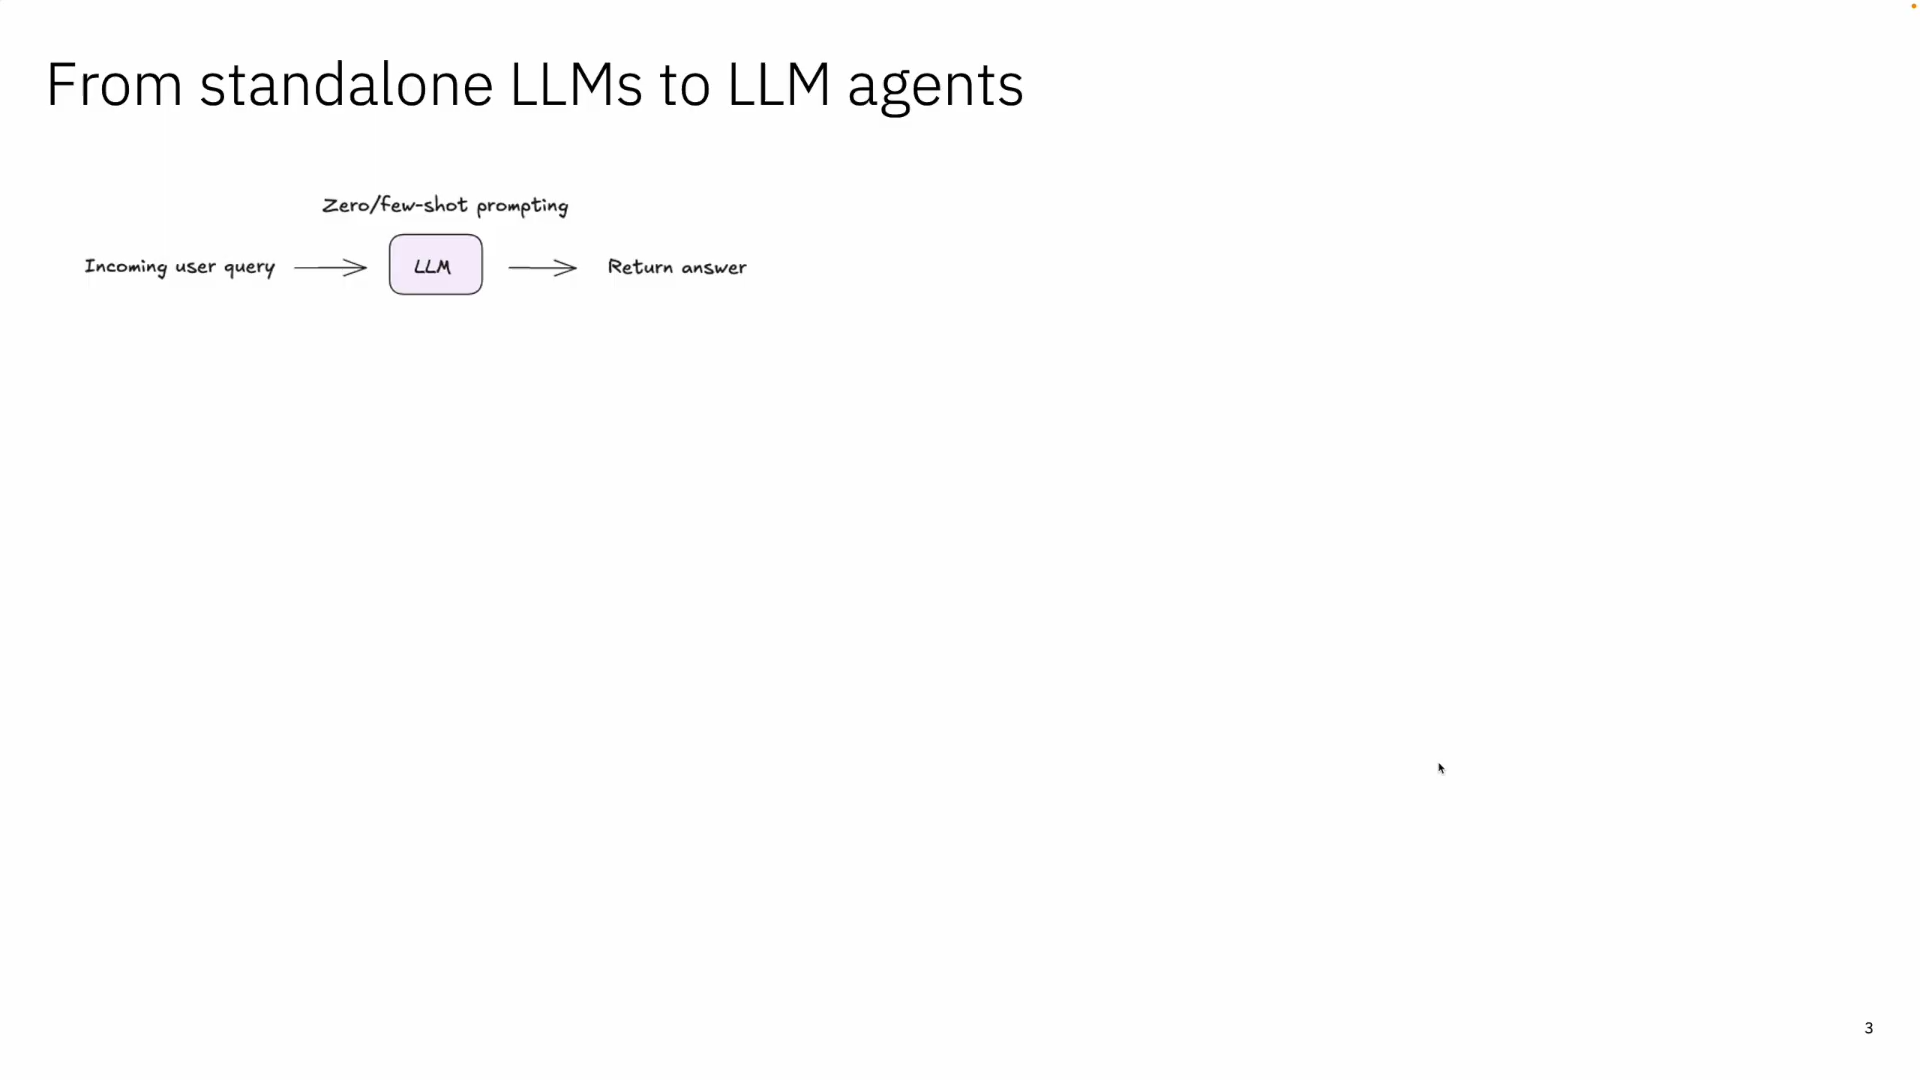 From standalone LLMs to LLM agents
Zero/few-shot prompting
Incoming user query
LLM
Return answer
3